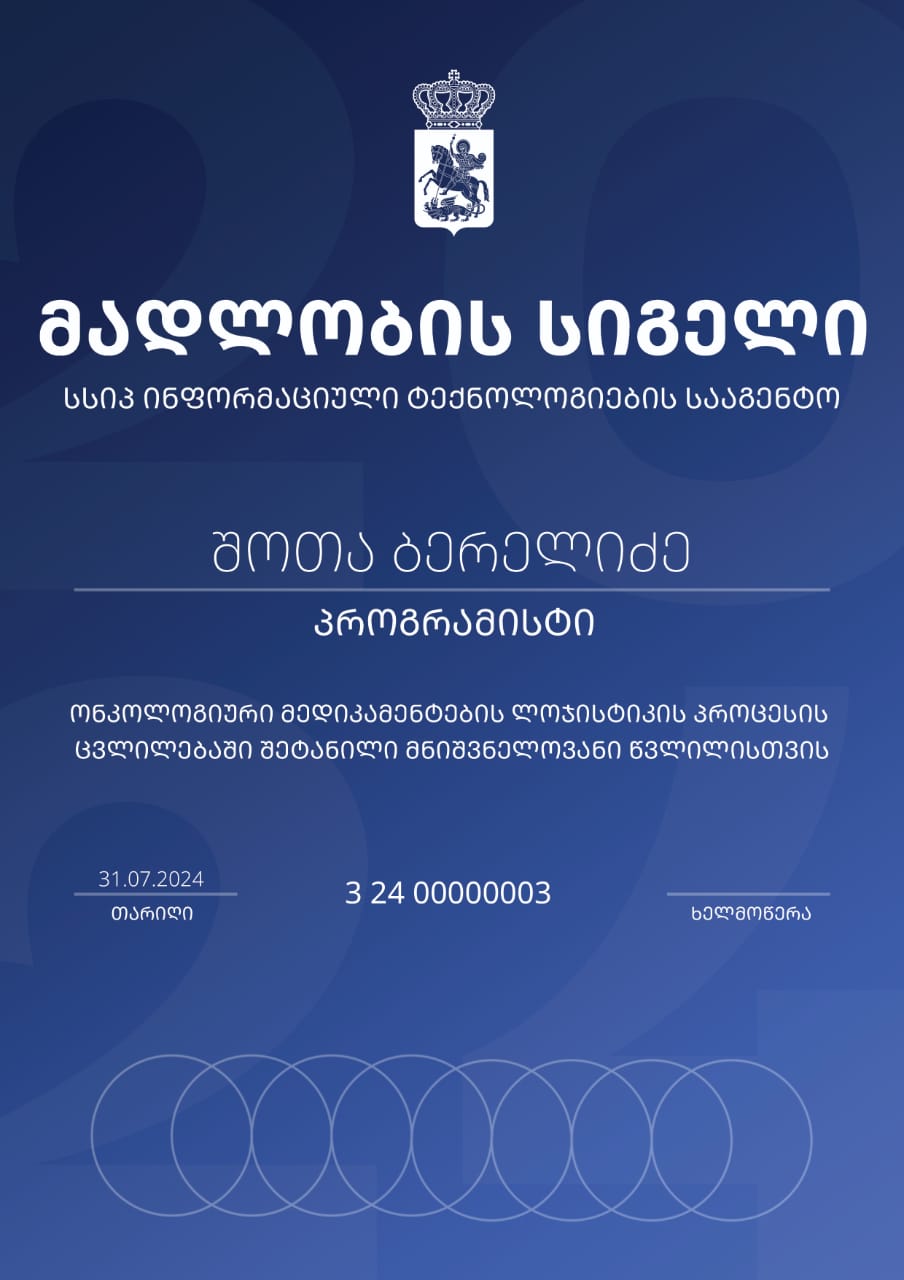 მადლობის სიგელი
სსიპ ინფორმაციული ტექნოლოგიების სააგენტო
შოთა ბერელიძე
პროგრამისტი
ონკოლოგიური მედიკამენტების ლოჯისტიკის პროცესის
ცვლილებაში შეტანილი მნიშვნელოვანი წვლილისთვის
31.07.2024
თარიღი
3 24 00000003
ხელმოწერა